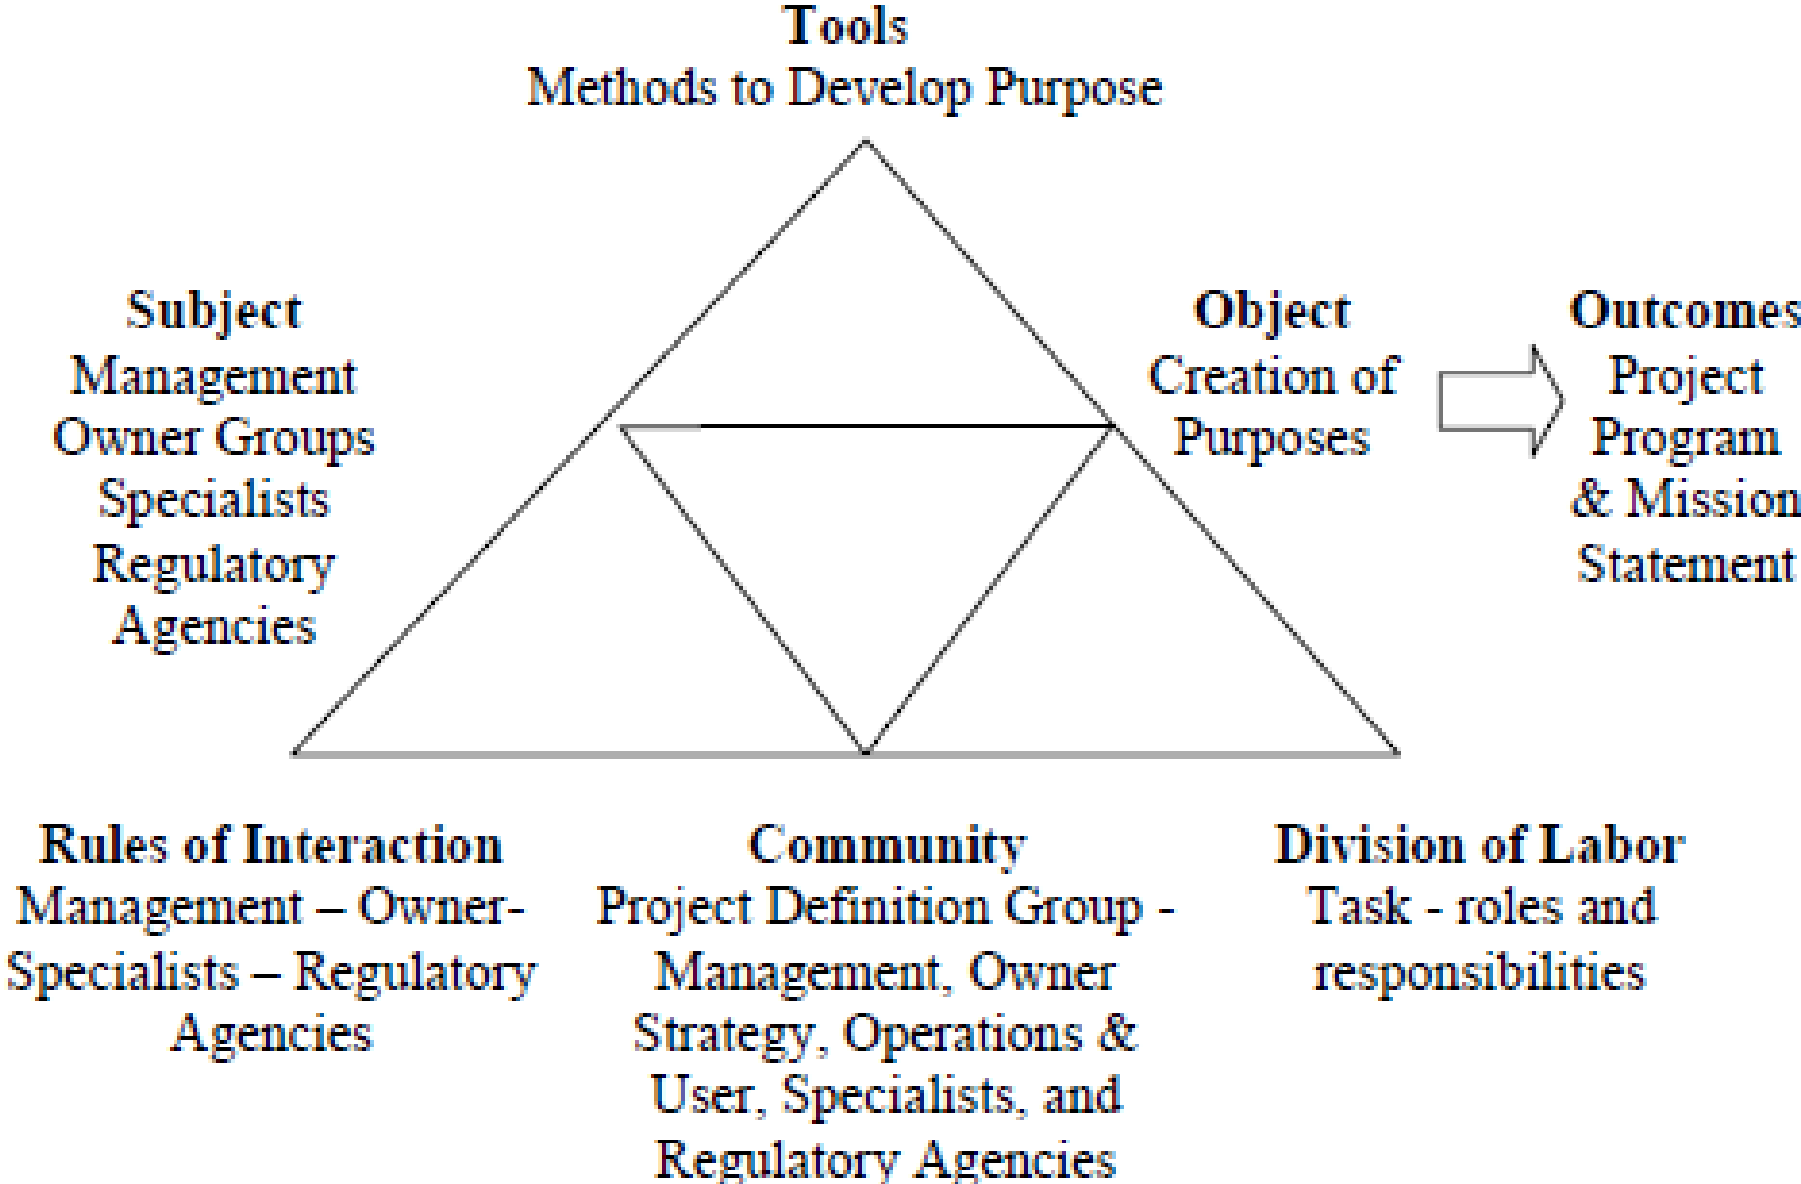 Tools
Methods to Develop Purpose
Subject
Management
Owner Groups
Specialists
Regulatory
Agencies
Object
Creation of
Purposes
Outcomes
Project
Program
& Mission
Statement
Rules of Interaction
Management – Owner-
Specialists – Regulatory
Agencies
Community
Project Definition Group -
Management, Owner
Strategy, Operations &
User, Specialists, and
Regulatory Agencies
Division of Labor
Task - roles and
responsibilities